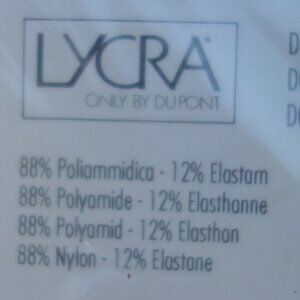 LYCRA®
ONLY BY DU PONT
D
D
DO
88% Poliammidica - 12% Elastam
88% Polyamide - 12% Elasthanne
88% Polyamid - 12% Elasthan
88% Nylon - 12% Elastane